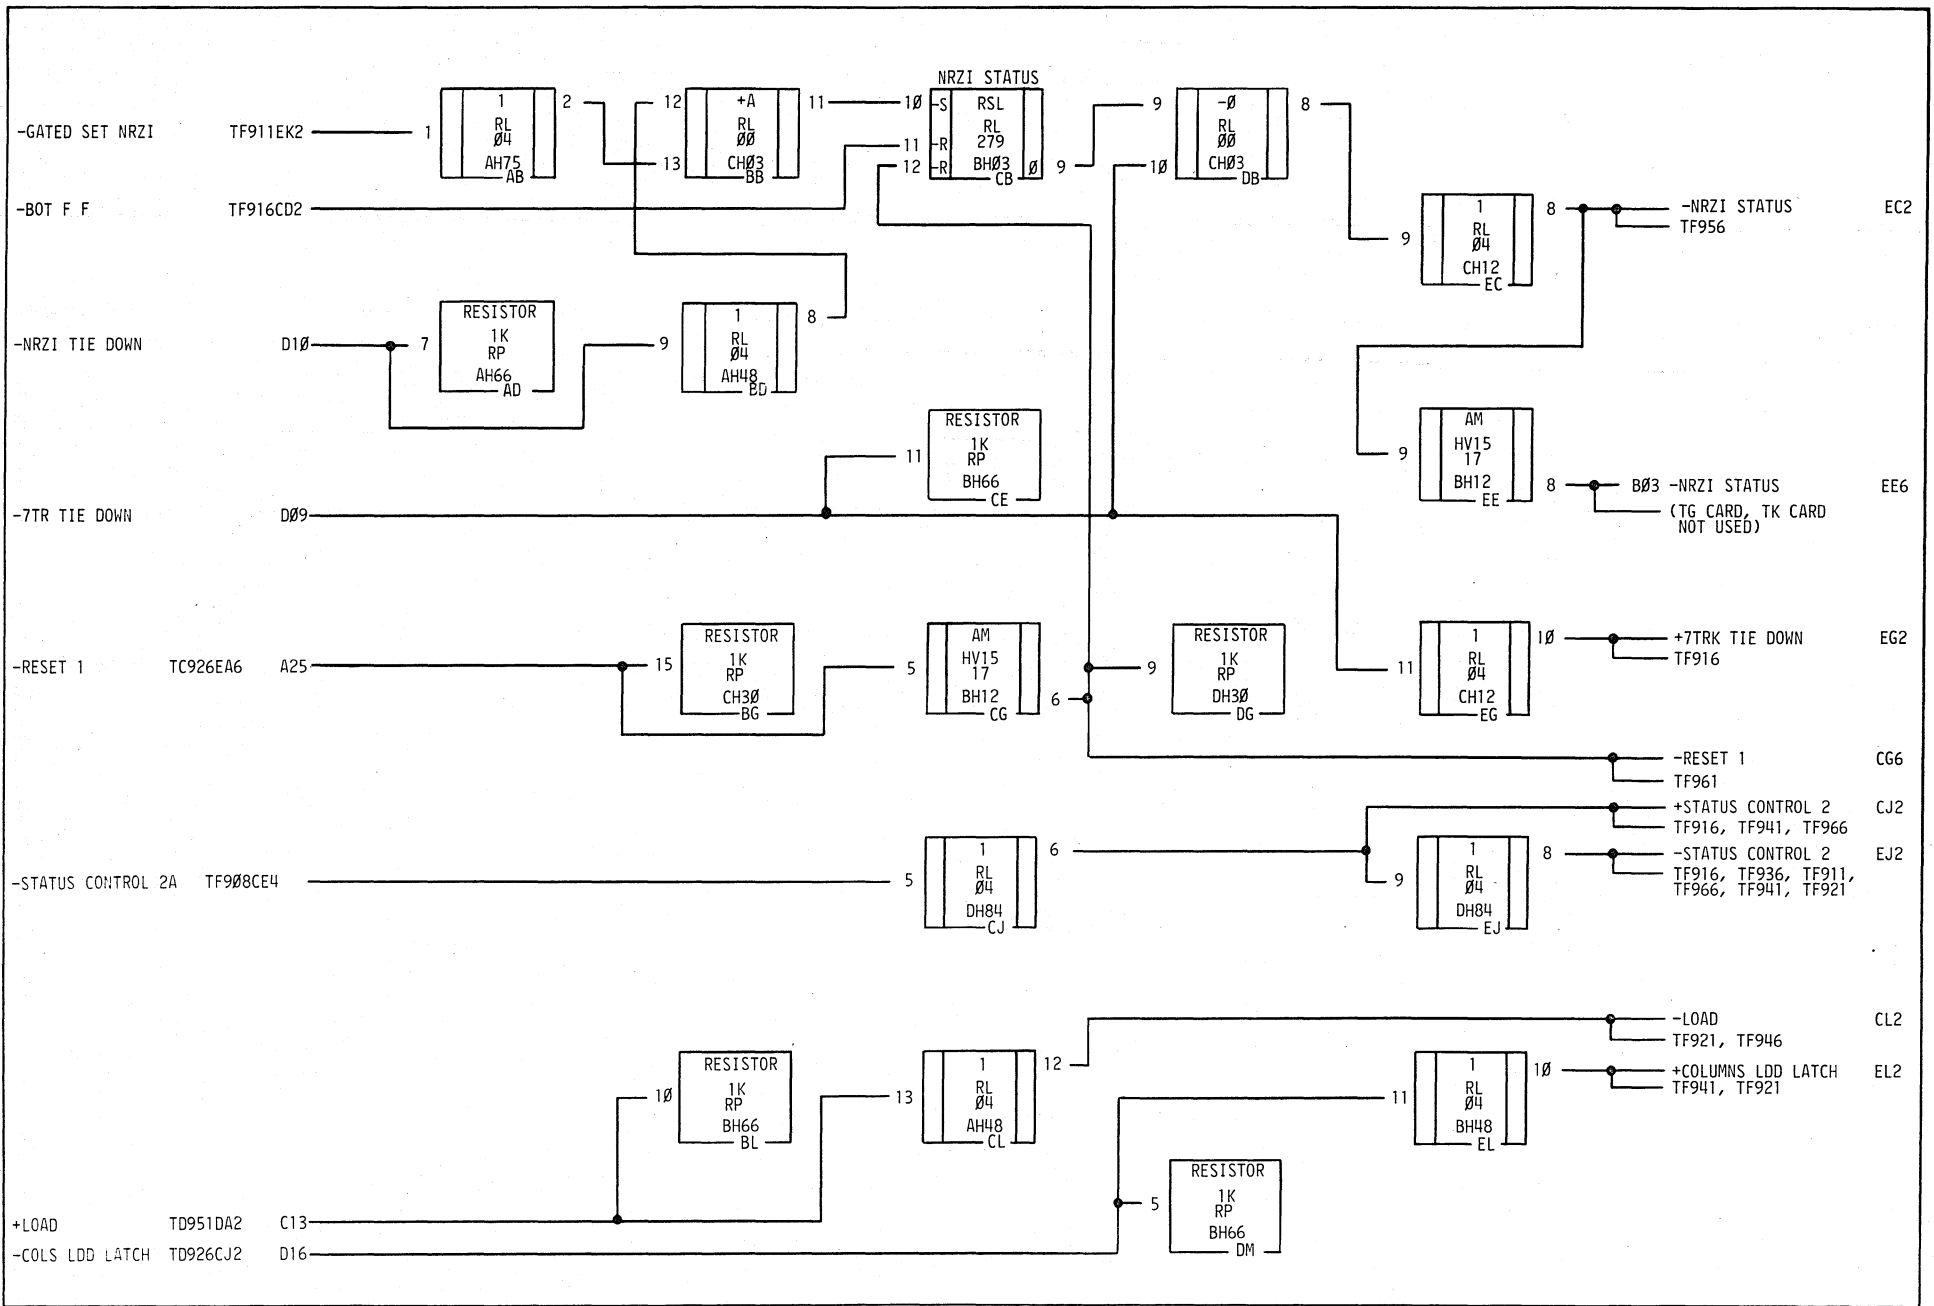 NRZI STATUS
-GATED SET NRZI TF911EK2 1
1 RL Ø4 AH75 AB
2
12
13
+A RL ØØ CHØ3 BB
11
1Ø
11
12
-S
-R
-R
RSL RL 279 BHØ3 CB
Ø
9
9
1Ø
-Ø RL ØØ CHØ3 DB
8
-BOT F F TF916CD2
9
1 RL Ø4 CH12 EC
8
-NRZI STATUS EC2
TF956
-NRZI TIE DOWN D1Ø 7
RESISTOR 1K RP AH66 AD
9
1 RL Ø4 AH48 BD
8
11
RESISTOR 1K RP BH66 CE
9
AM HV15 17 BH12 EE
8
BØ3 -NRZI STATUS EE6
(TG CARD, TK CARD
NOT USED)
-7TR TIE DOWN DØ9
-RESET 1 TC926EA6 A25
15
RESISTOR 1K RP CH3Ø BG
5
AM HV15 17 BH12 CG
6
9
RESISTOR 1K RP DH3Ø DG
11
1 RL Ø4 CH12 EG
1Ø
+7TRK TIE DOWN EG2
TF916
-RESET 1 CG6
TF961
+STATUS CONTROL 2 CJ2
TF916, TF941, TF966
-STATUS CONTROL 2A TF9Ø8CE4
5
1 RL Ø4 DH84 CJ
6
9
1 RL Ø4 DH84 EJ
8
-STATUS CONTROL 2 EJ2
TF916, TF936, TF911,
TF966, TF941, TF921
-LOAD CL2
TF921, TF946
1Ø
RESISTOR 1K RP BH66 BL
13
1 RL Ø4 AH48 CL
12
11
1 RL Ø4 BH48 EL
1Ø
+COLUMNS LDD LATCH EL2
TF941, TF921
5
RESISTOR 1K RP BH66 DM
+LOAD TD951DA2 C13
-COLS LDD LATCH TD926CJ2 D16